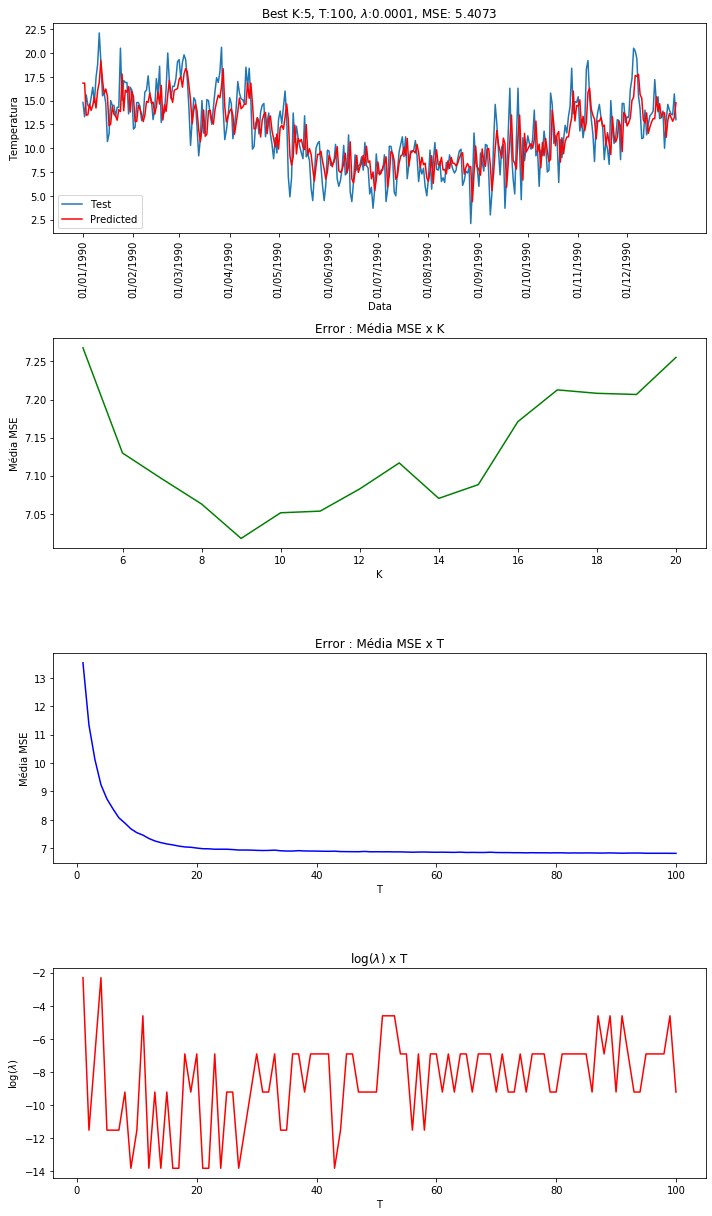 Best K:5, T:100, λ:0.0001, MSE: 5.4073
22.5
20.0
17.5
15.0
12.5
10.0
7.5
5.0
2.5
Temperatura
Test
Predicted
01/01/1990
01/02/1990
01/03/1990
01/04/1990
01/05/1990
01/06/1990
01/07/1990
01/08/1990
01/09/1990
01/10/1990
01/11/1990
01/12/1990
Data
Error : Média MSE x K
7.25
7.20
7.15
7.10
7.05
Média MSE
6 8 10 12 14 16 18 20
K
Error : Média MSE x T
13
12
11
10
9
8
7
Média MSE
0 20 40 60 80 100
T
log(λ) x T
−2
−4
−6
−8
−10
−12
−14
log(λ)
0 20 40 60 80 100
T